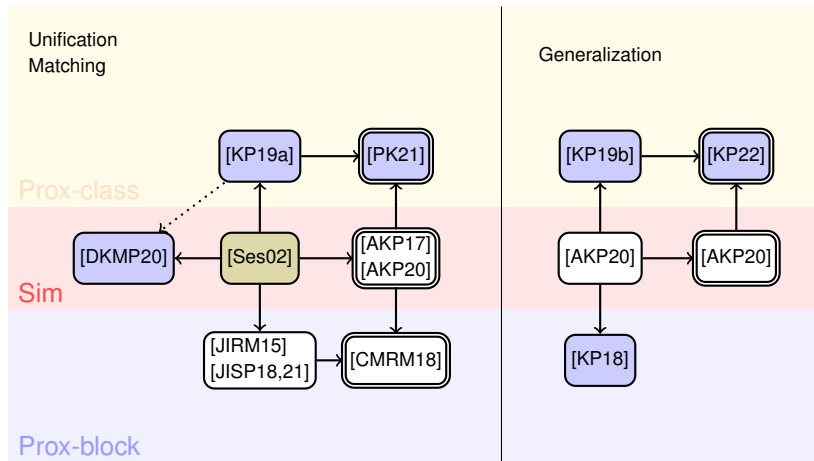 Unification
Matching
Generalization
[KP19a]
[PK21]
[KP19b]
[KP22]
Prox-class
[DKMP20]
[Ses02]
[AKP17]
[AKP20]
[AKP20]
[AKP20]
Sim
[JIRM15]
[JISP18,21]
[CMRM18]
[KP18]
Prox-block